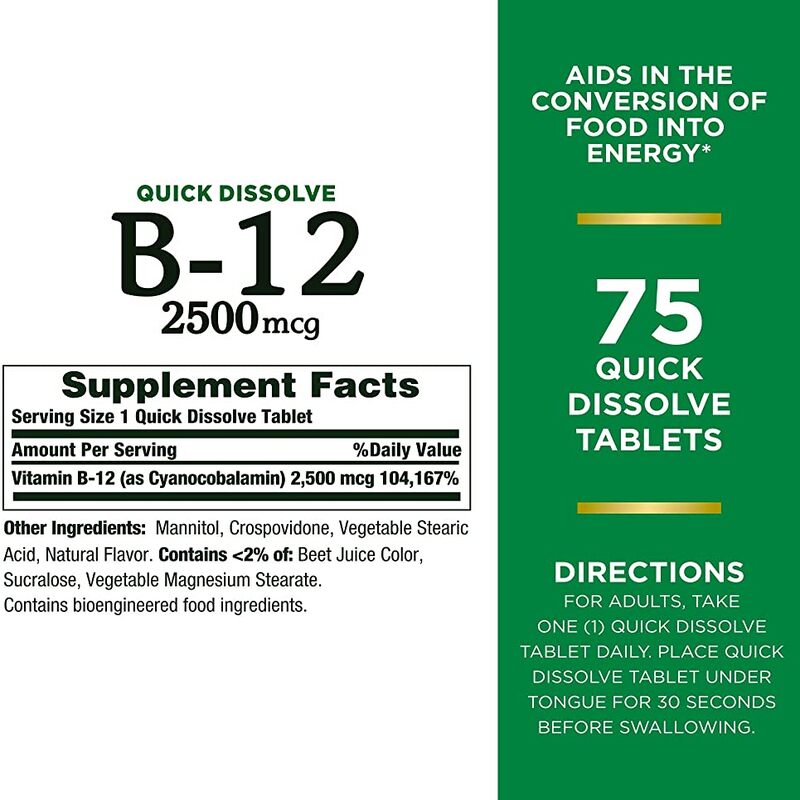 QUICK DISSOLVE
B-12
2500 mcg
Supplement Facts
Serving Size 1 Quick Dissolve Tablet
Amount Per Serving %Daily Value
Vitamin B-12 (as Cyanocobalamin) 2,500 mcg 104,167%
Other Ingredients: Mannitol, Crospovidone, Vegetable Stearic
Acid, Natural Flavor. Contains <2% of: Beet Juice Color,
Sucralose, Vegetable Magnesium Stearate.
Contains bioengineered food ingredients.
AIDS IN THE
CONVERSION OF
FOOD INTO
ENERGY*
75
QUICK
DISSOLVE
TABLETS
DIRECTIONS
FOR ADULTS, TAKE
ONE (1) QUICK DISSOLVE
TABLET DAILY. PLACE QUICK
DISSOLVE TABLET UNDER
TONGUE FOR 30 SECONDS
BEFORE SWALLOWING.